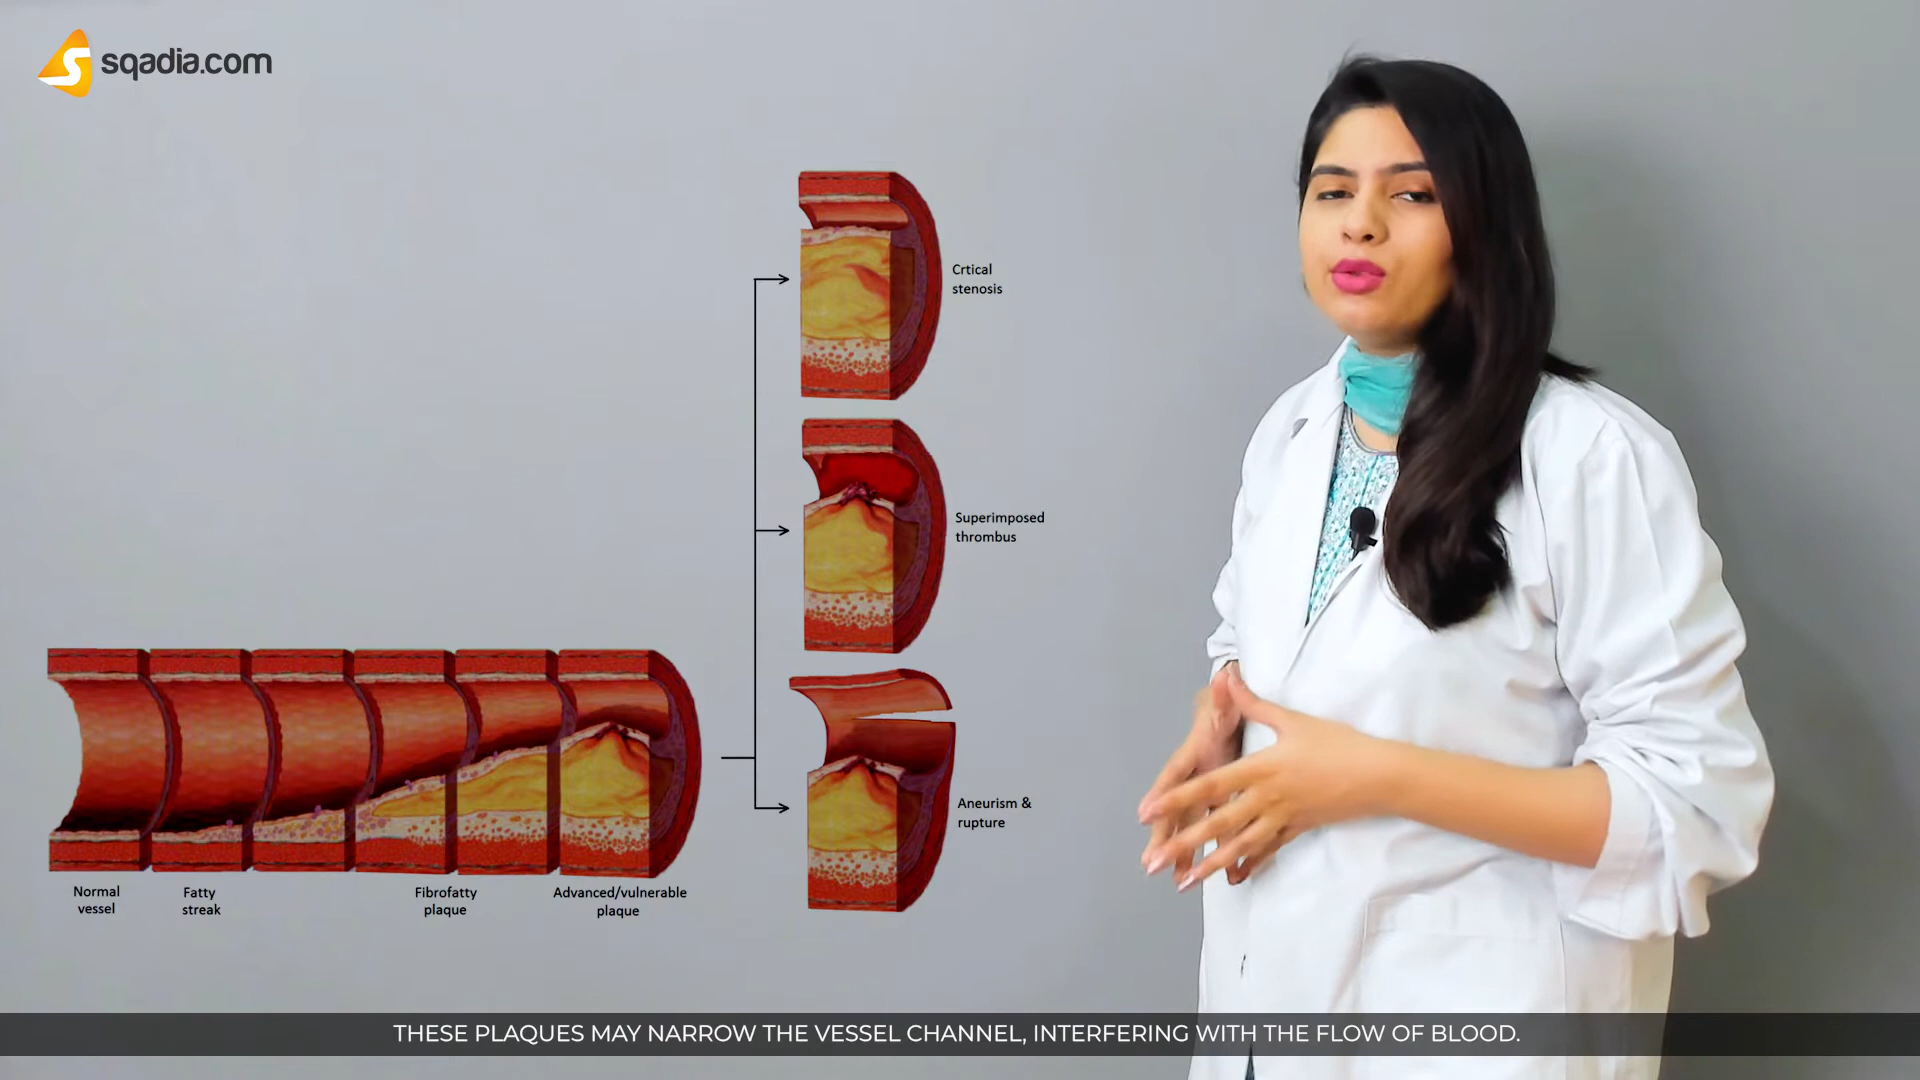 sqadia.com
Crtical
stenosis
Superimposed
thrombus
Aneurism &
rupture
Normal
vessel
Fatty
streak
Fibrofatty
plaque
Advanced/vulnerable
plaque
THESE PLAQUES MAY NARROW THE VESSEL CHANNEL, INTERFERING WITH THE FLOW OF BLOOD.